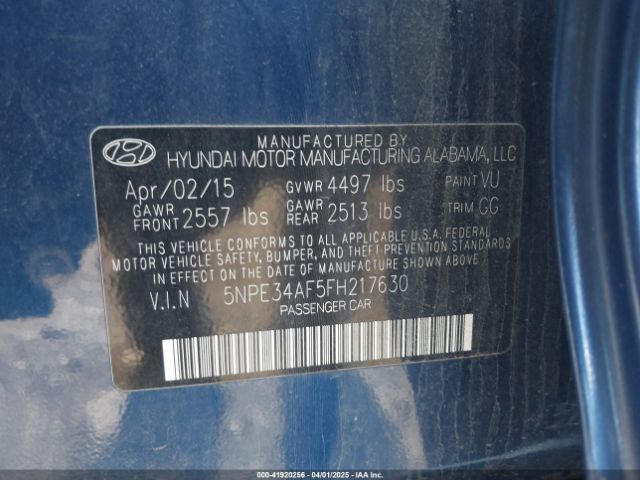 MANUFACTURED BY
HYUNDAI MOTOR MANUFACTURING ALABAMA, LLC
Apr/02/15 GVWR 4497 lbs PAINT VU
GAWR FRONT 2557 lbs GAWR REAR 2513 lbs TRIM GG
THIS VEHICLE CONFORMS TO ALL APPLICABLE U.S.A. FEDERAL
MOTOR VEHICLE SAFETY, BUMPER, AND THEFT PREVENTION STANDARDS
IN EFFECT ON THE DATE OF MANUFACTURE SHOWN ABOVE.
V.I.N 5NPE34AF5FH217630
PASSENGER CAR
000-41920256 - 04/01/2025 - IAAI.COM